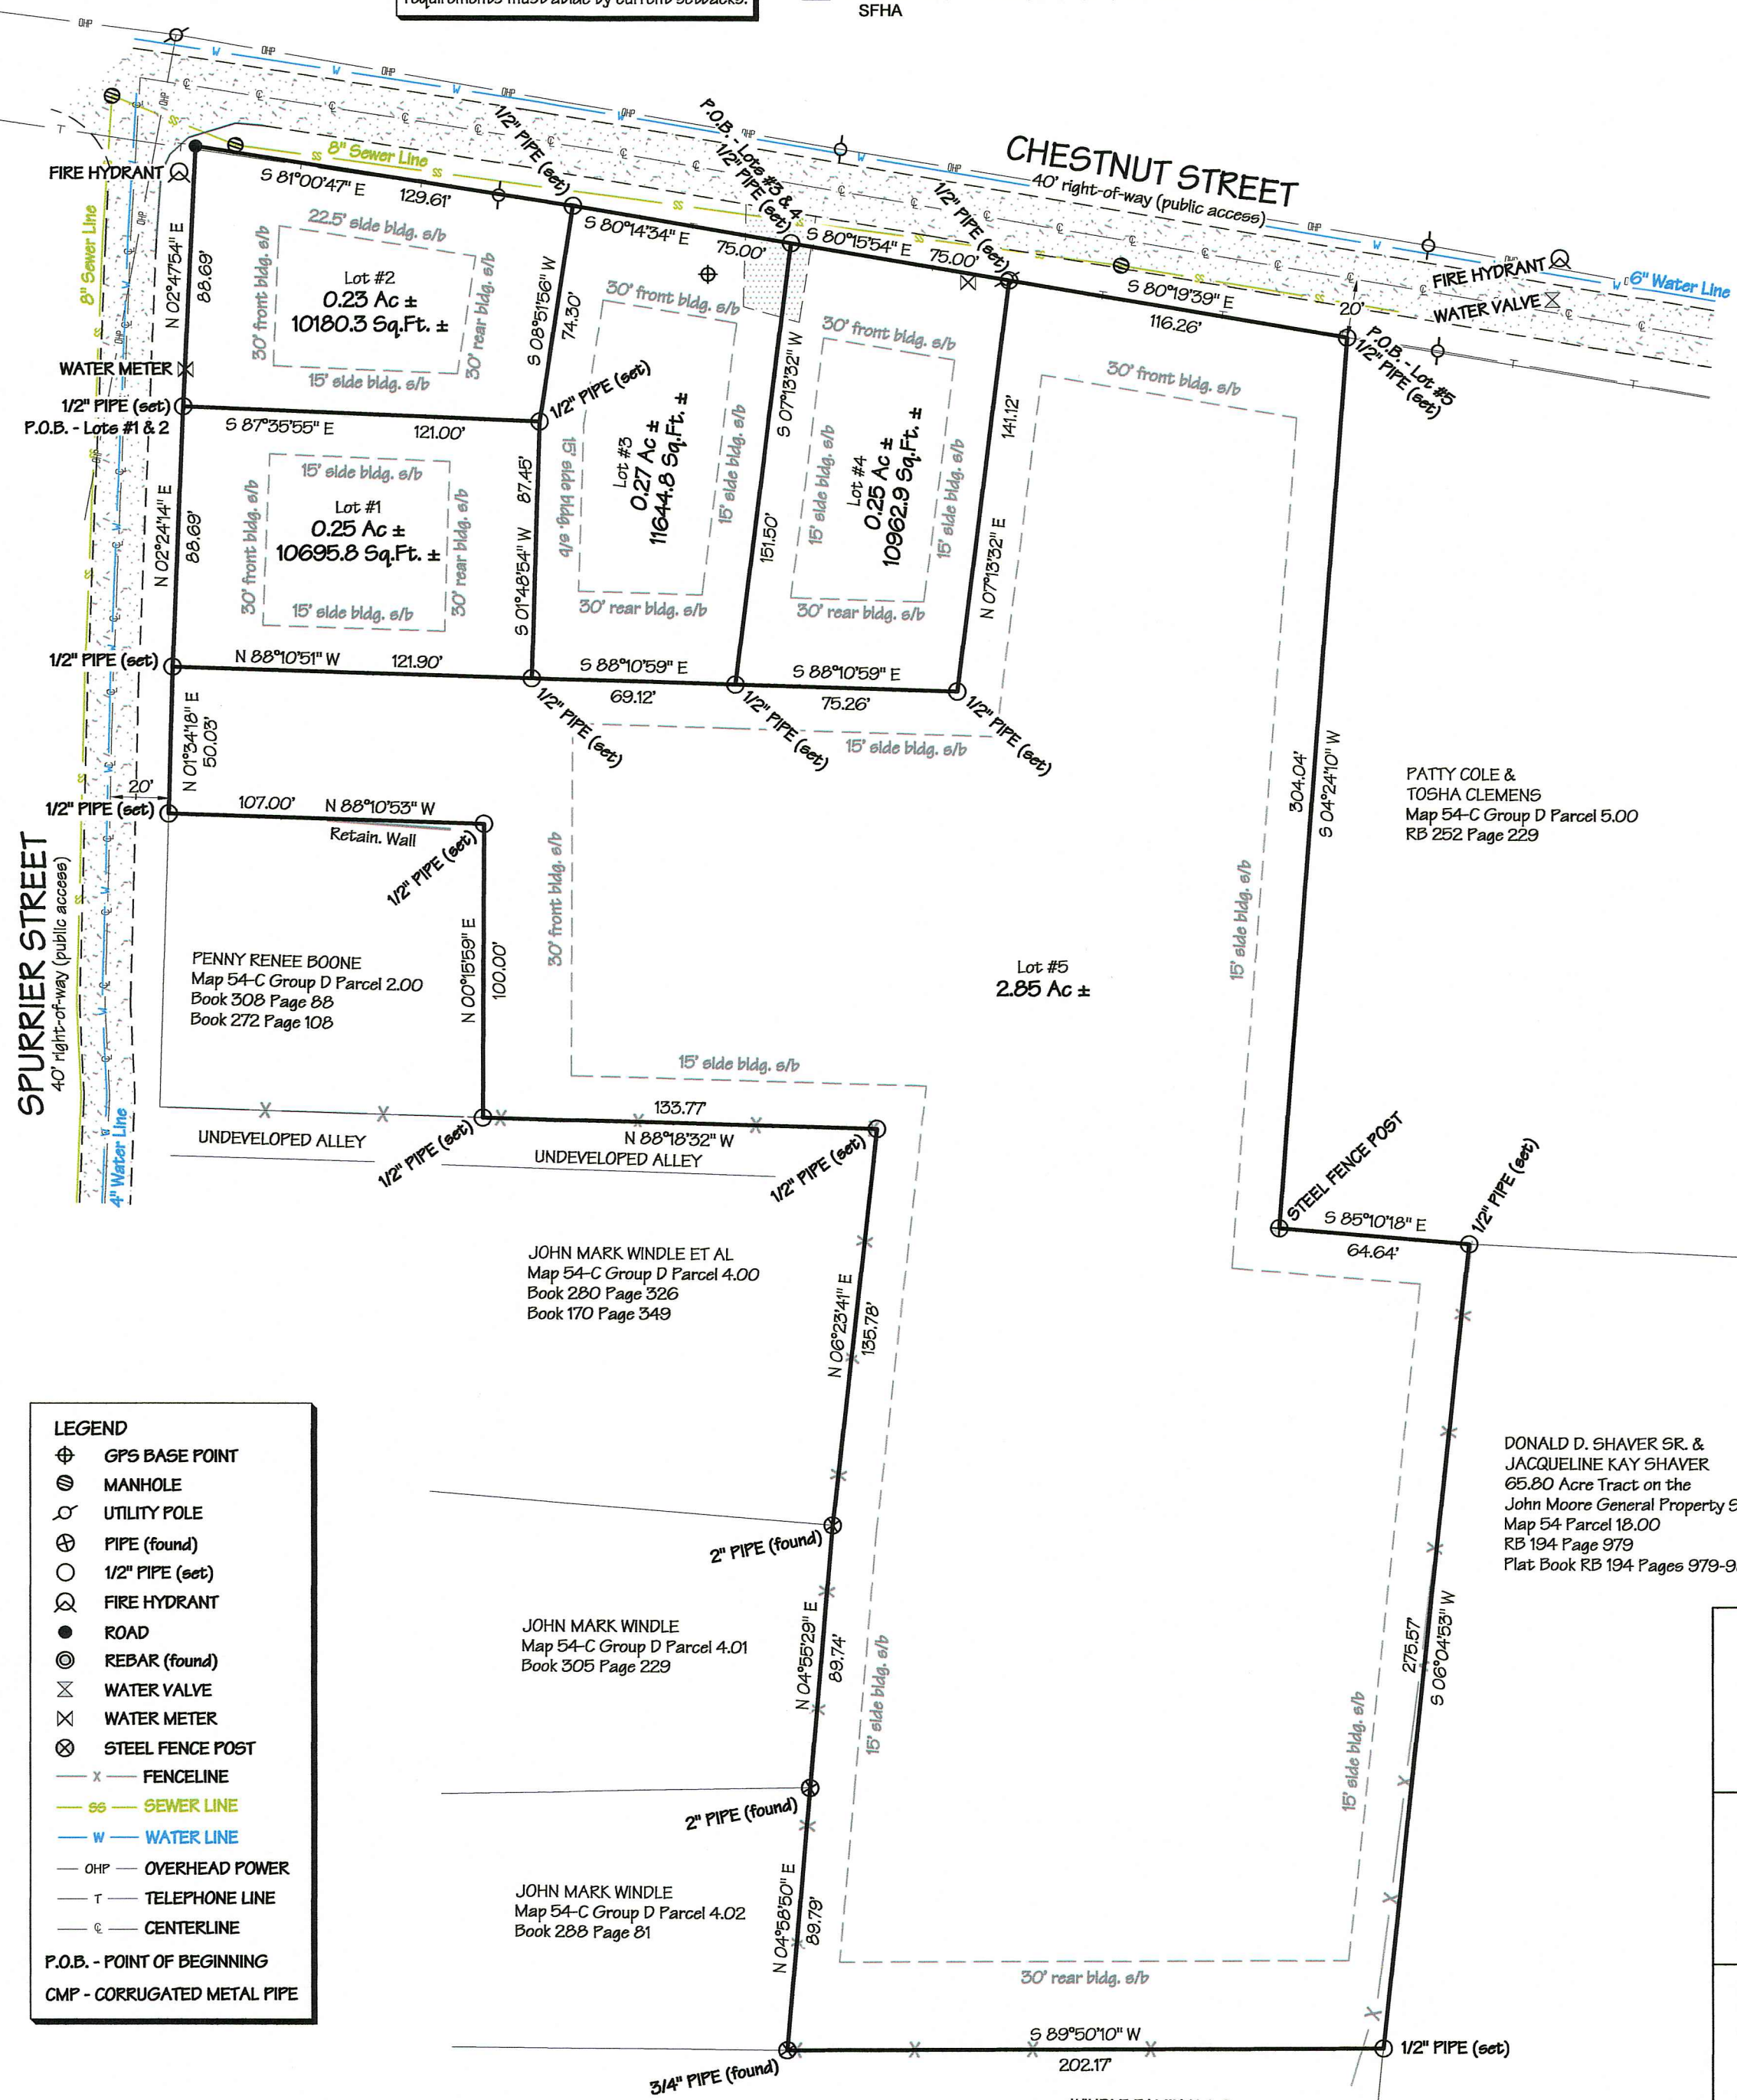 requirements must abide by current setbacks.
SFHA
OHP
W
CHESTNUT STREET
40' right-of-way (public access)
FIRE HYDRANT
8" Sewer Line
8" Sewer Line
S 81°00'47" E
129.61'
1/2" PIPE (set)
S 80°14'34" E
75.00'
P.O.B. - Lots #3 & 4
1/2" PIPE (set)
S 80°15'54" E
75.00'
1/2" PIPE (set)
S 80°19'39" E
116.26'
20'
FIRE HYDRANT
WATER VALVE
6" Water Line
P.O.B. - Lot #5
1/2" PIPE (set)
N 02°47'54" E
88.69'
22.5' side bldg. s/b
30' front bldg. s/b
Lot #2
0.23 Ac ±
10180.3 Sq.Ft. ±
30' rear bldg. s/b
15' side bldg. s/b
S 08°51'56" W
74.30'
WATER METER
1/2" PIPE (set)
P.O.B. - Lots #1 & 2
S 87°35'55" E
121.00'
1/2" PIPE (set)
N 02°24'14" E
88.69'
15' side bldg. s/b
30' front bldg. s/b
Lot #1
0.25 Ac ±
10695.8 Sq.Ft. ±
30' rear bldg. s/b
15' side bldg. s/b
S 01°48'54" W
87.45'
30' front bldg. s/b
15' side bldg. s/b
Lot #3
0.27 Ac ±
11644.8 Sq.Ft. ±
15' side bldg. s/b
30' rear bldg. s/b
S 07°13'32" W
151.50'
30' front bldg. s/b
15' side bldg. s/b
Lot #4
0.25 Ac ±
10962.9 Sq.Ft. ±
15' side bldg. s/b
30' rear bldg. s/b
141.12'
N 07°13'32" E
30' front bldg. s/b
1/2" PIPE (set)
N 88°10'51" W
121.90'
S 88°10'59" E
69.12'
S 88°10'59" E
75.26'
1/2" PIPE (set)
1/2" PIPE (set)
1/2" PIPE (set)
15' side bldg. s/b
N 01°34'18" E
50.03'
20'
1/2" PIPE (set)
107.00'
N 88°10'53" W
Retain. Wall
1/2" PIPE (set)
304.04'
S 04°24'10" W
PATTY COLE &
TOSHA CLEMENS
Map 54-C Group D Parcel 5.00
RB 252 Page 229
SPURRIER STREET
40' right-of-way (public access)
4" Water Line
PENNY RENEE BOONE
Map 54-C Group D Parcel 2.00
Book 308 Page 88
Book 272 Page 108
N 00°15'59" E
100.00'
30' front bldg. s/b
15' side bldg. s/b
Lot #5
2.85 Ac ±
15' side bldg. s/b
133.77'
N 88°18'32" W
UNDEVELOPED ALLEY
UNDEVELOPED ALLEY
1/2" PIPE (set)
1/2" PIPE (set)
STEEL FENCE POST
S 85°10'18" E
64.64'
1/2" PIPE (set)
JOHN MARK WINDLE ET AL
Map 54-C Group D Parcel 4.00
Book 280 Page 326
Book 170 Page 349
N 06°23'41" E
135.78'
2" PIPE (found)
DONALD D. SHAVER SR. &
JACQUELINE KAY SHAVER
65.80 Acre Tract on the
John Moore General Property
Map 54 Parcel 18.00
RB 194 Page 979
Plat Book RB 194 Pages 979-9
JOHN MARK WINDLE
Map 54-C Group D Parcel 4.01
Book 305 Page 229
N 04°55'29" E
89.74'
15' side bldg. s/b
275.57'
S 06°04'53" W
15' side bldg. s/b
2" PIPE (found)
JOHN MARK WINDLE
Map 54-C Group D Parcel 4.02
Book 288 Page 81
N 04°58'50" E
89.79'
30' rear bldg. s/b
S 89°50'10" W
202.17'
1/2" PIPE (set)
3/4" PIPE (found)
LEGEND
GPS BASE POINT
MANHOLE
UTILITY POLE
PIPE (found)
1/2" PIPE (set)
FIRE HYDRANT
ROAD
REBAR (found)
WATER VALVE
WATER METER
STEEL FENCE POST
X FENCELINE
SS SEWER LINE
W WATER LINE
OHP OVERHEAD POWER
T TELEPHONE LINE
℄ CENTERLINE
P.O.B. - POINT OF BEGINNING
CMP - CORRUGATED METAL PIPE